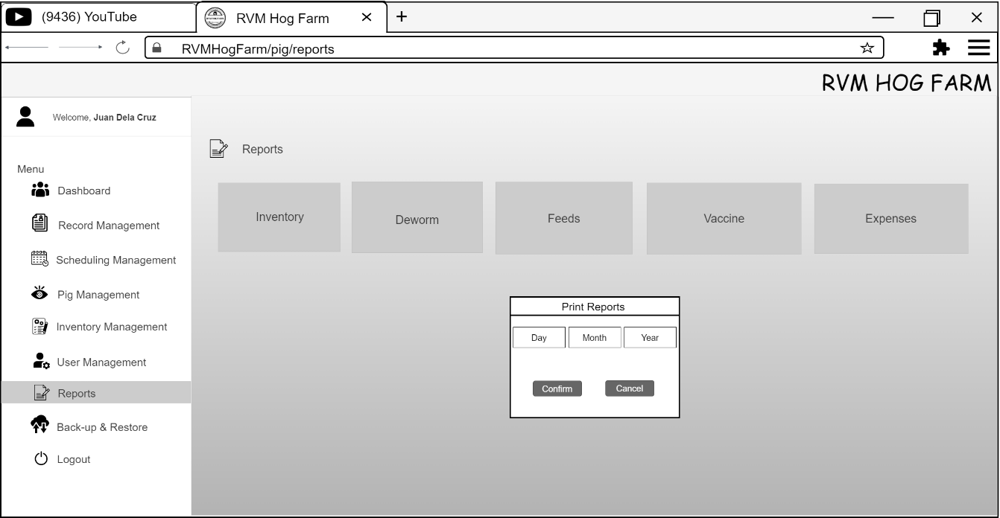 (9436) YouTube
RVM Hog Farm
RVMHogFarm/pig/reports
RVM HOG FARM
Welcome, Juan Dela Cruz
Menu
Dashboard
Record Management
Scheduling Management
Pig Management
Inventory Management
User Management
Reports
Back-up & Restore
Logout
Reports
Inventory
Deworm
Feeds
Vaccine
Expenses
Print Reports
Day
Month
Year
Confirm
Cancel